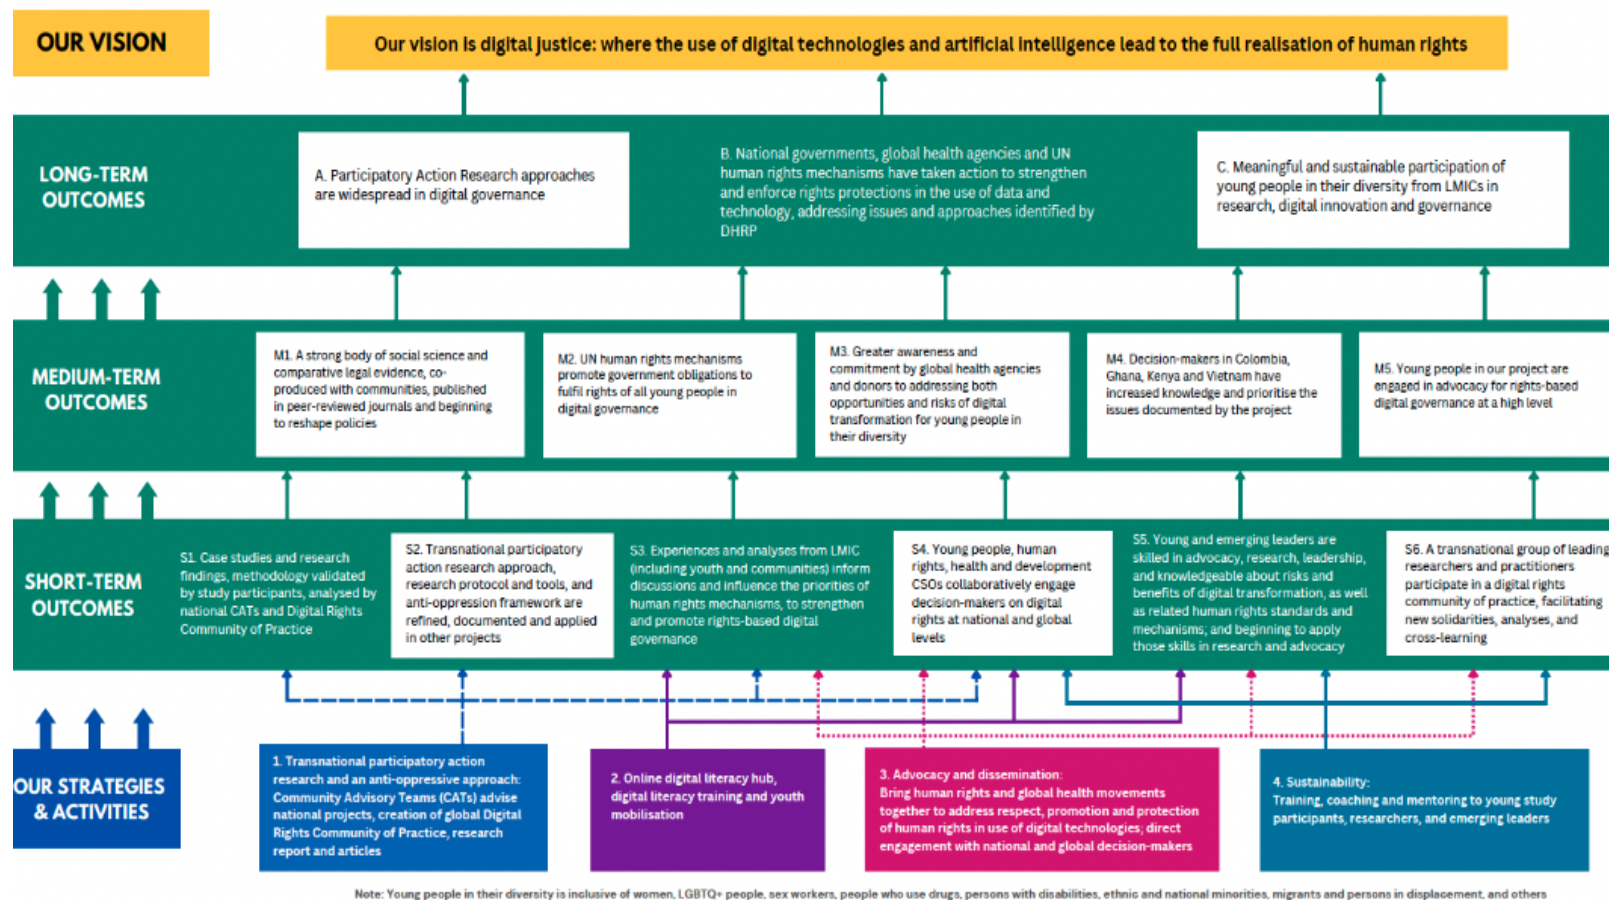 OUR VISION
Our vision is digital justice: where the use of digital technologies and artificial intelligence lead to the full realisation of human rights
LONG-TERM
OUTCOMES
A. Participatory Action Research approaches
are widespread in digital governance
B. National governments, global health agencies and UN
human rights mechanisms have taken action to strengthen
and enforce rights protections in the use of data and
technology, addressing issues and approaches identified by
DHRP
C. Meaningful and sustainable participation of
young people in their diversity from LMICs in
research, digital innovation and governance
MEDIUM-TERM
OUTCOMES
M1. A strong body of social science and
comparative legal evidence, co-
produced with communities, published
in peer-reviewed journals and beginning
to reshape policies
M2. UN human rights mechanisms
promote government obligations to
fulfil rights of all young people in
digital governance
M3. Greater awareness and
commitment by global health agencies
and donors to addressing both
opportunities and risks of digital
transformation for young people in
their diversity
M4. Decision-makers in Colombia,
Ghana, Kenya and Vietnam have
increased knowledge and prioritise the
issues documented by the project
M5. Young people in our project are
engaged in advocacy for rights-based
digital governance at a high level
SHORT-TERM
OUTCOMES
S1. Case studies and research
findings, methodology validated
by study participants, analysed by
national CATs and Digital Rights
Community of Practice
S2. Transnational participatory
action research approach,
research protocol and tools, and
anti-oppression framework are
refined, documented and applied
in other projects
S3. Experiences and analyses from LMIC
(including youth and communities) inform
discussions and influence the priorities of
human rights mechanisms, to strengthen
and promote rights-based digital
governance
S4. Young people, human
rights, health and development
CSOs collaboratively engage
decision-makers on digital
rights at national and global
levels
S5. Young and emerging leaders are
skilled in advocacy, research, leadership,
and knowledgeable about risks and
benefits of digital transformation, as well
as related human rights standards and
mechanisms; and beginning to apply
those skills in research and advocacy
S6. A transnational group of leading
researchers and practitioners
participate in a digital rights
community of practice, facilitating
new solidarities, analyses, and
cross-learning
OUR STRATEGIES
& ACTIVITIES
1. Transnational participatory action
research and an anti-oppressive approach:
Community Advisory Teams (CATs) advise
national projects, creation of global Digital
Rights Community of Practice, research
report and articles
2. Online digital literacy hub,
digital literacy training and youth
mobilisation
3. Advocacy and dissemination:
Bring human rights and global health movements
together to address respect, promotion and protection
of human rights in use of digital technologies; direct
engagement with national and global decision-makers
4. Sustainability:
Training, coaching and mentoring to young study
participants, researchers, and emerging leaders
Note: Young people in their diversity is inclusive of women, LGBTQ+ people, sex workers, people who use drugs, persons with disabilities, ethnic and national minorities, migrants and persons in displacement, and others